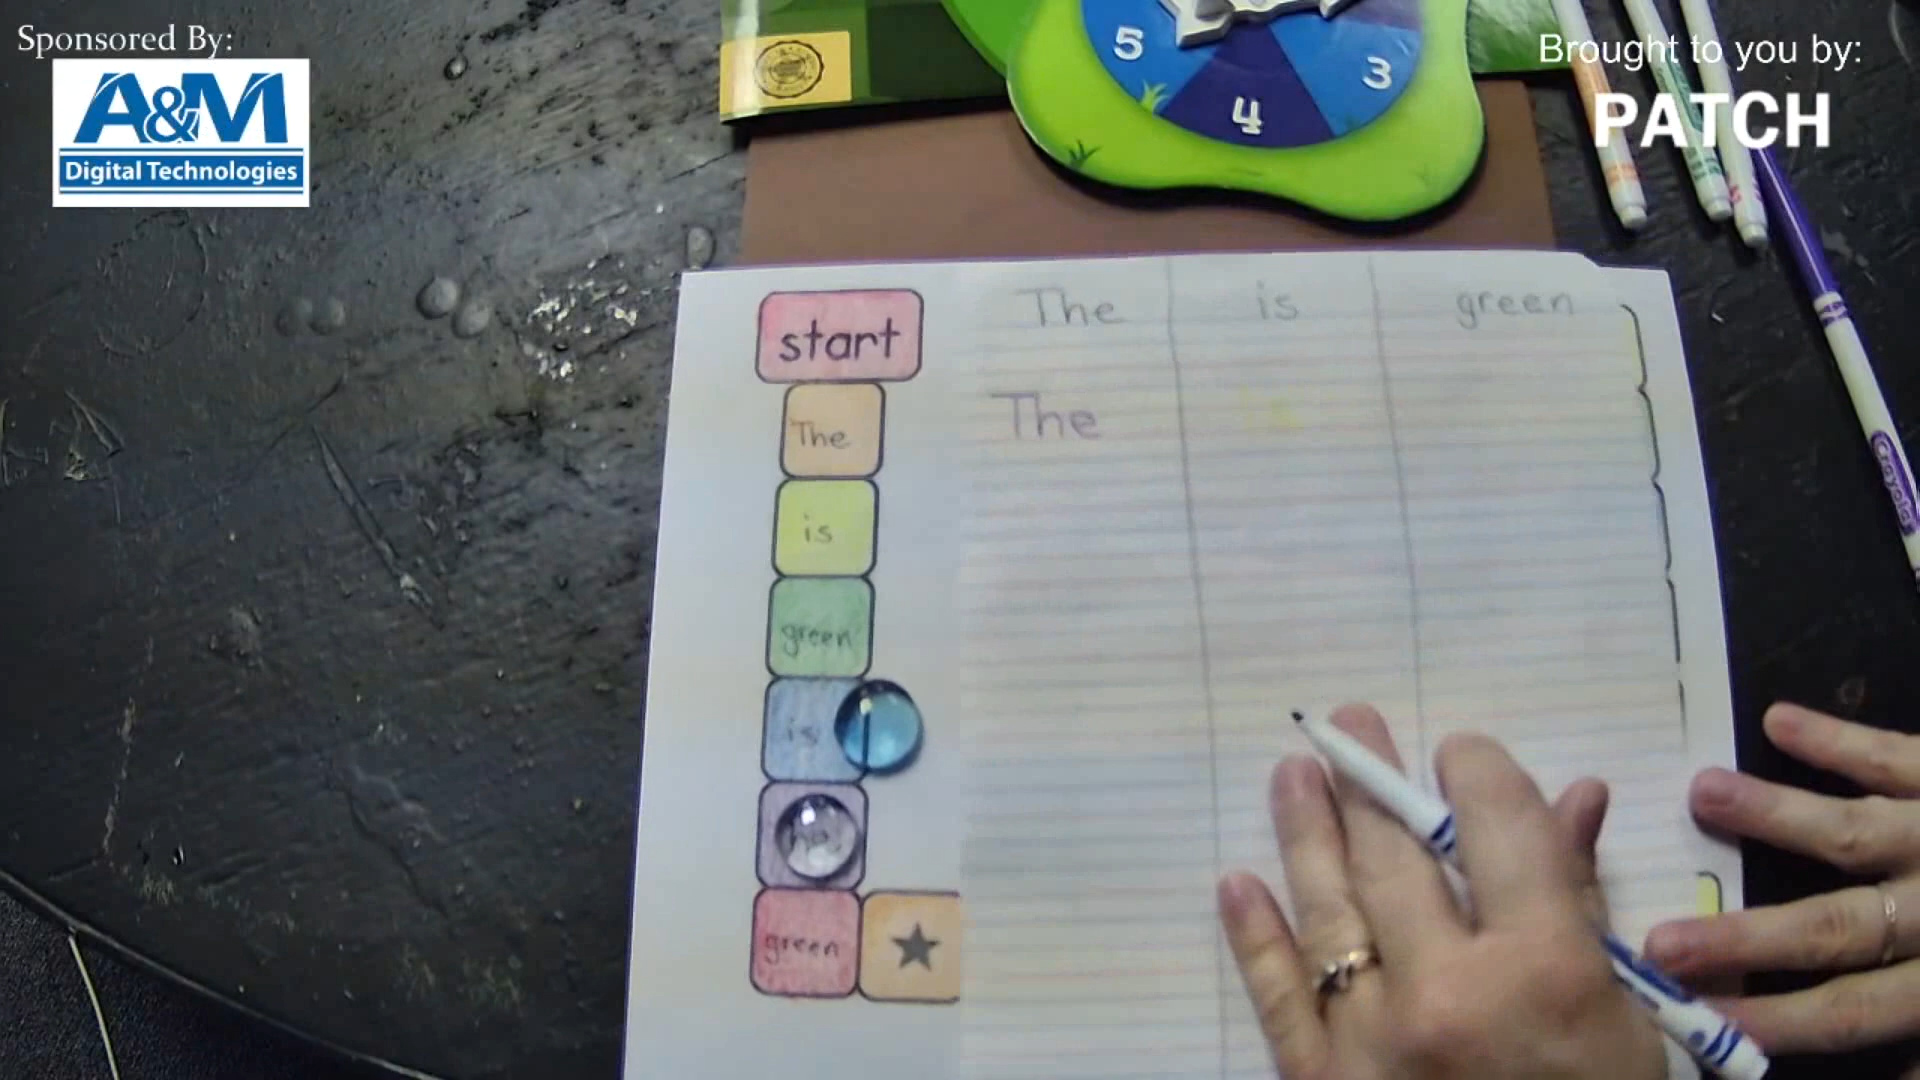 Sponsored By:
A&M
Digital Technologies
Brought to you by:
PATCH
5
4
3
Crayola
start
The
is
green
is
green
The is green
The is